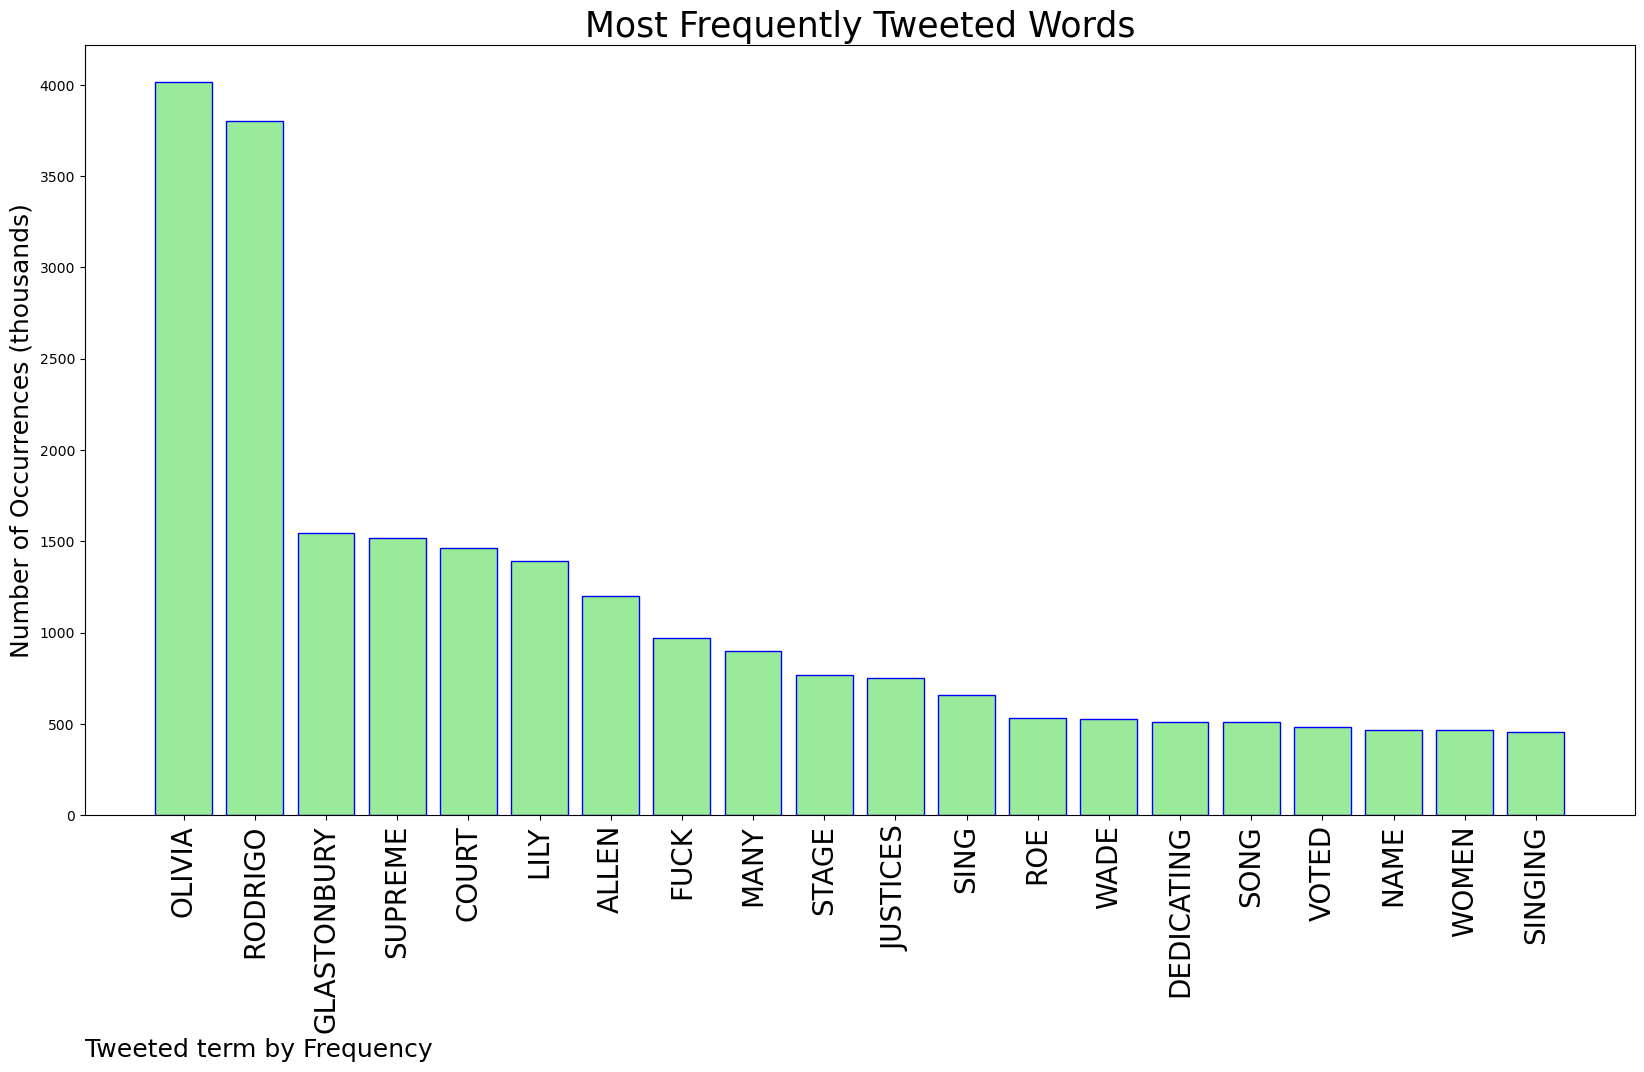 Most Frequently Tweeted Words
Number of Occurrences (thousands)
4000
3500
3000
2500
2000
1500
1000
500
0
OLIVIA
RODRIGO
GLASTONBURY
SUPREME
COURT
LILY
ALLEN
FUCK
MANY
STAGE
JUSTICES
SING
ROE
WADE
DEDICATING
SONG
VOTED
NAME
WOMEN
SINGING
Tweeted term by Frequency